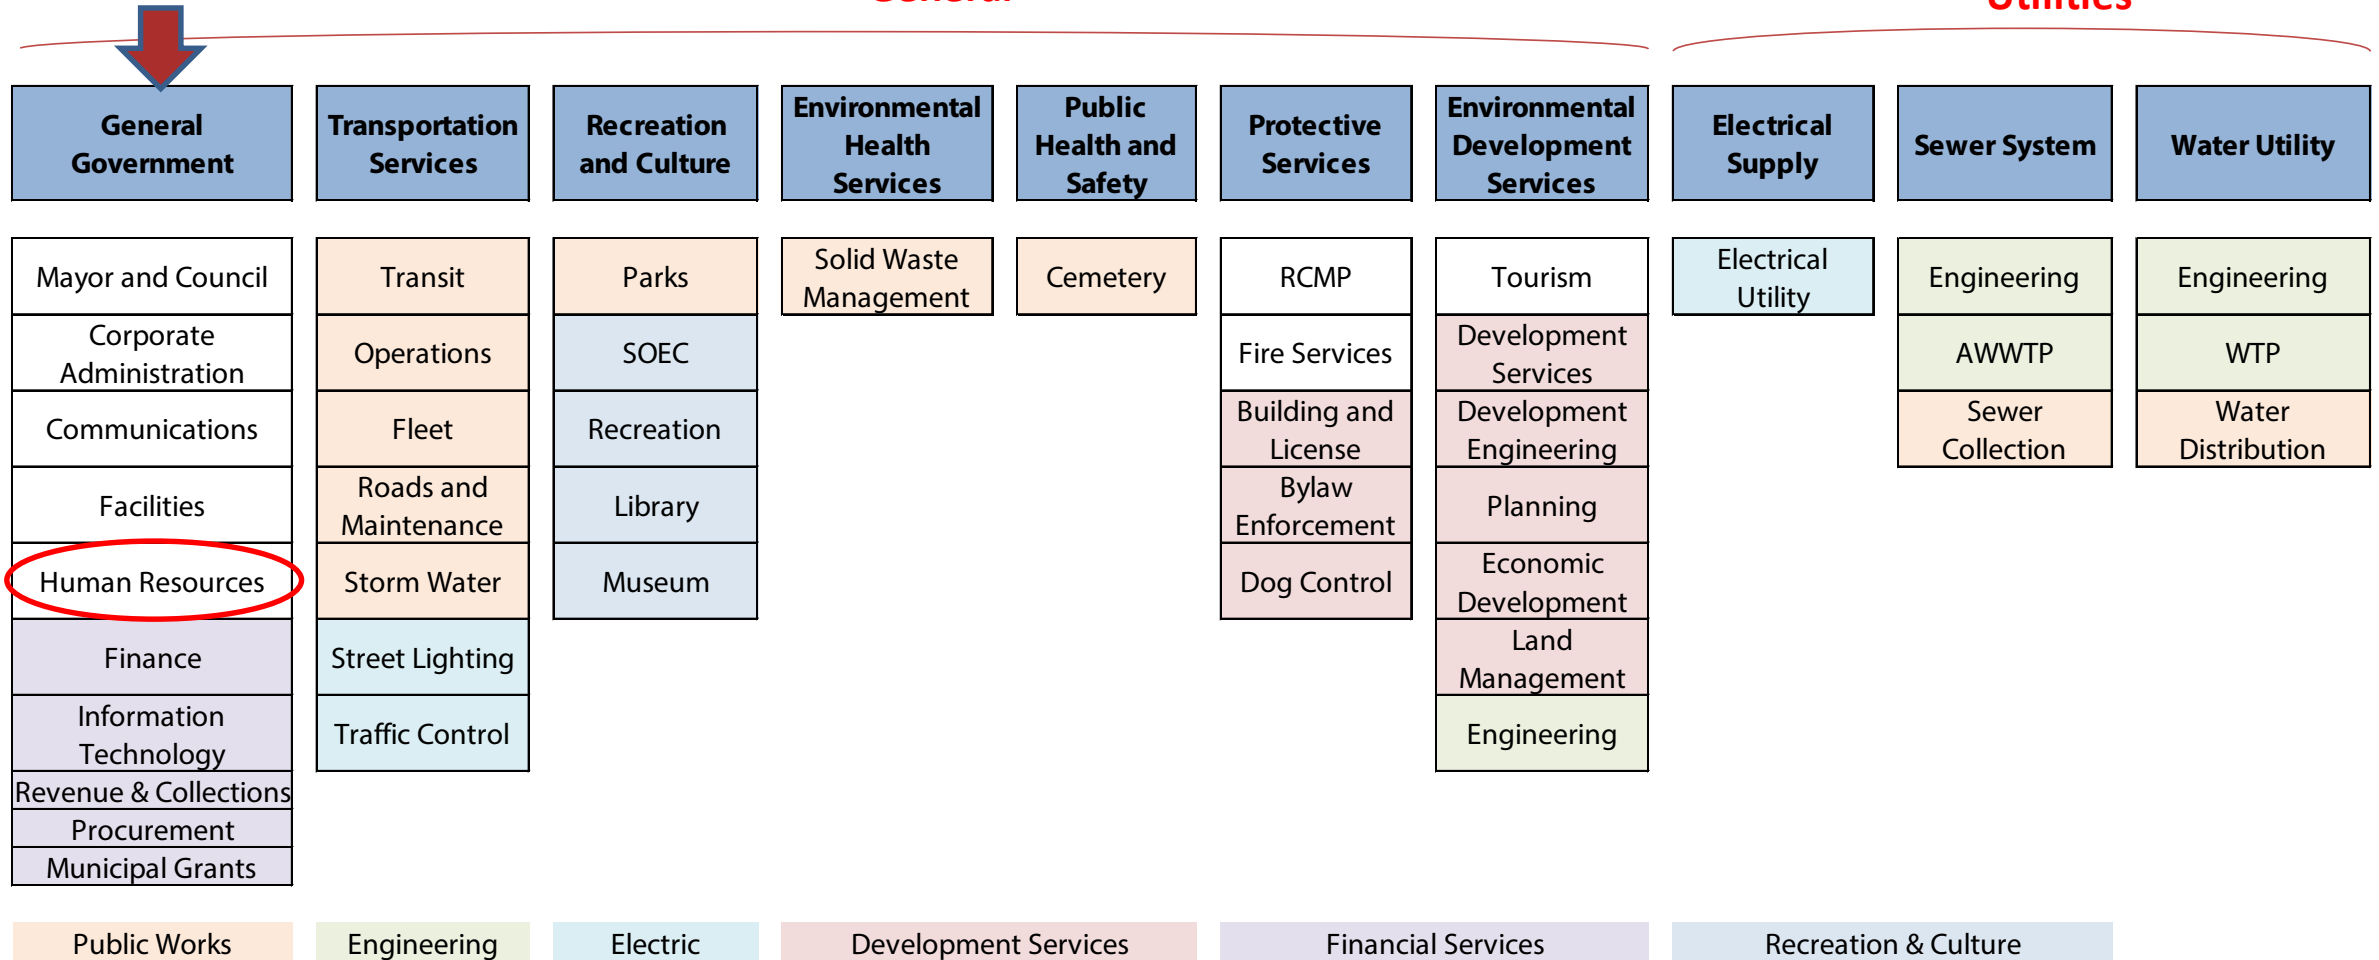 General
Utilities
General
Government
Transportation
Services
Recreation
and Culture
Environmental
Health
Services
Public
Health and
Safety
Protective
Services
Environmental
Development
Services
Electrical
Supply
Sewer System
Water Utility
Mayor and Council
Corporate
Administration
Communications
Facilities
Human Resources
Finance
Information
Technology
Revenue & Collections
Procurement
Municipal Grants
Transit
Operations
Fleet
Roads and
Maintenance
Storm Water
Street Lighting
Traffic Control
Parks
SOEC
Recreation
Library
Museum
Solid Waste
Management
Cemetery
RCMP
Fire Services
Building and
License
Bylaw
Enforcement
Dog Control
Tourism
Development
Services
Development
Engineering
Planning
Economic
Development
Land
Management
Engineering
Electrical
Utility
Engineering
AWWTP
Sewer
Collection
Engineering
WTP
Water
Distribution
Public Works
Engineering
Electric
Development Services
Financial Services
Recreation & Culture